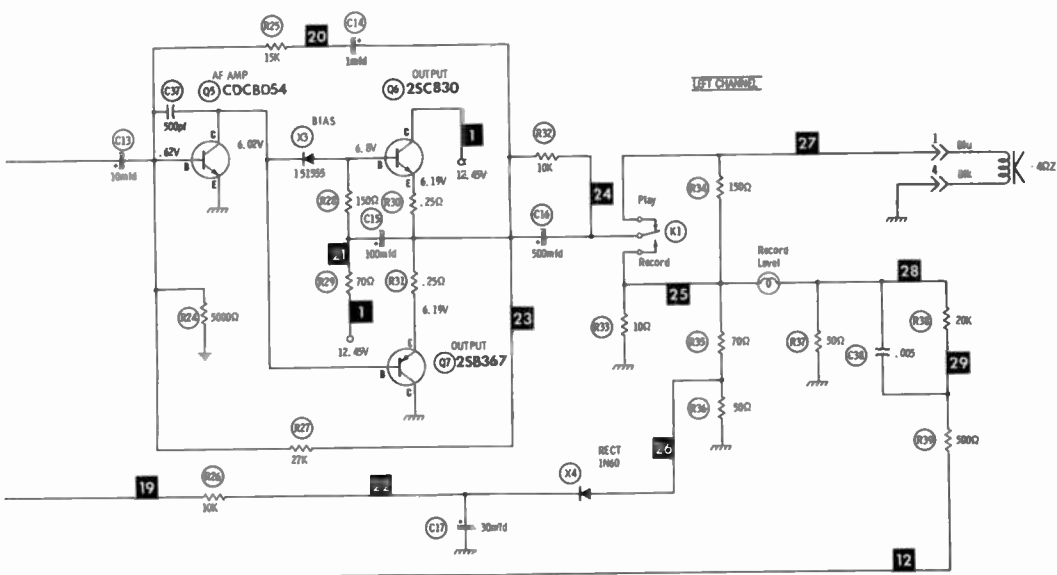 R25
15K
20
C14
1mfd
AF AMP
Q5 CDCBD54
OUTPUT
Q6 2SC830
LEFT CHANNEL
C37
500pf
C
BIAS
X3
1S1555
6.02V
6.8V
C
B
E
1
12.45V
R32
10K
27
1
Blu
4
Blk
4ΩZ
C13
10mfd
.62V
B
E
6.19V
R28
150Ω
R30
.25Ω
24
R34
150Ω
Play
K1
Record
C15
100mfd
C16
500mfd
21
R29
70Ω
R31
.25Ω
6.19V
Record
Level
25
28
R24
5000Ω
1
12.45V
23
R33
10Ω
R35
70Ω
R37
50Ω
C38
.005
R38
20K
29
OUTPUT
Q7 2SB367
E
B
C
R36
50Ω
R27
27K
26
R39
500Ω
RECT
1N60
X4
19
R26
10K
22
C17
30mfd
12